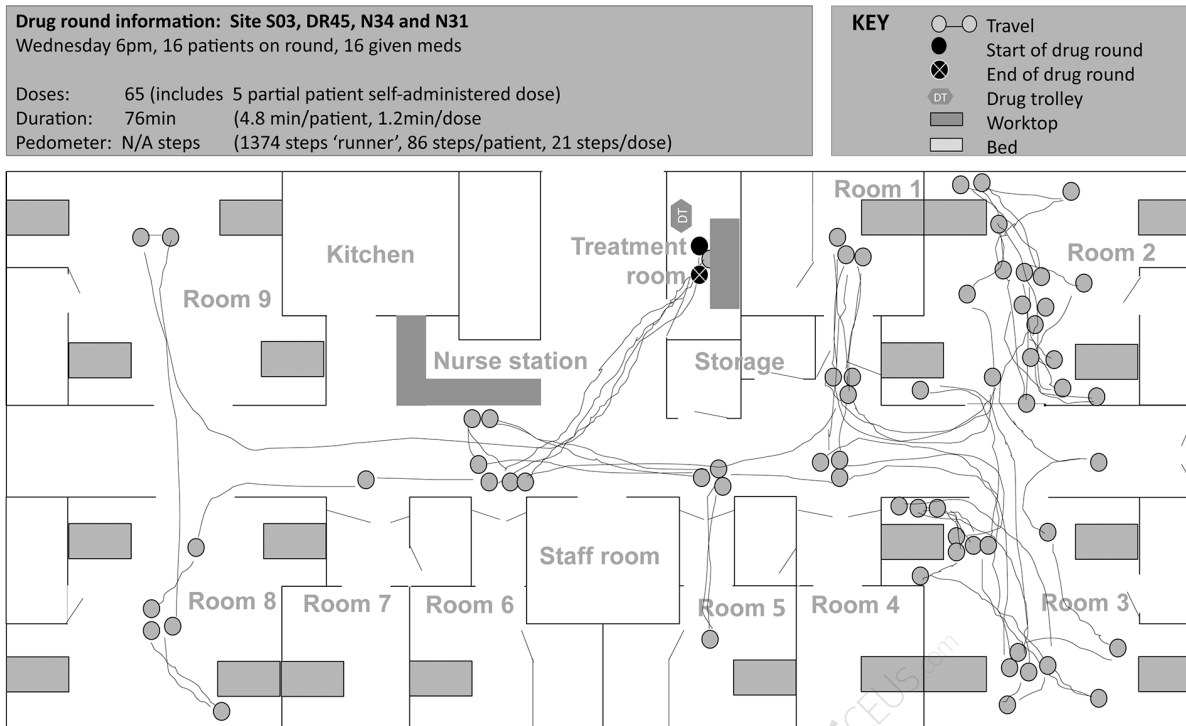 Drug round information: Site S03, DR45, N34 and N31
Wednesday 6pm, 16 patients on round, 16 given meds
Doses: 65 (includes 5 partial patient self-administered dose)
Duration: 76min (4.8 min/patient, 1.2min/dose
Pedometer: N/A steps (1374 steps ‘runner’, 86 steps/patient, 21 steps/dose)
KEY
Travel
Start of drug round
End of drug round
DT Drug trolley
Worktop
Bed
Room 1
DT
Treatment
room
Kitchen
Room 2
Room 9
Nurse station
Storage
Staff room
Room 8
Room 7
Room 6
Room 5
Room 4
Room 3
CEUS.com